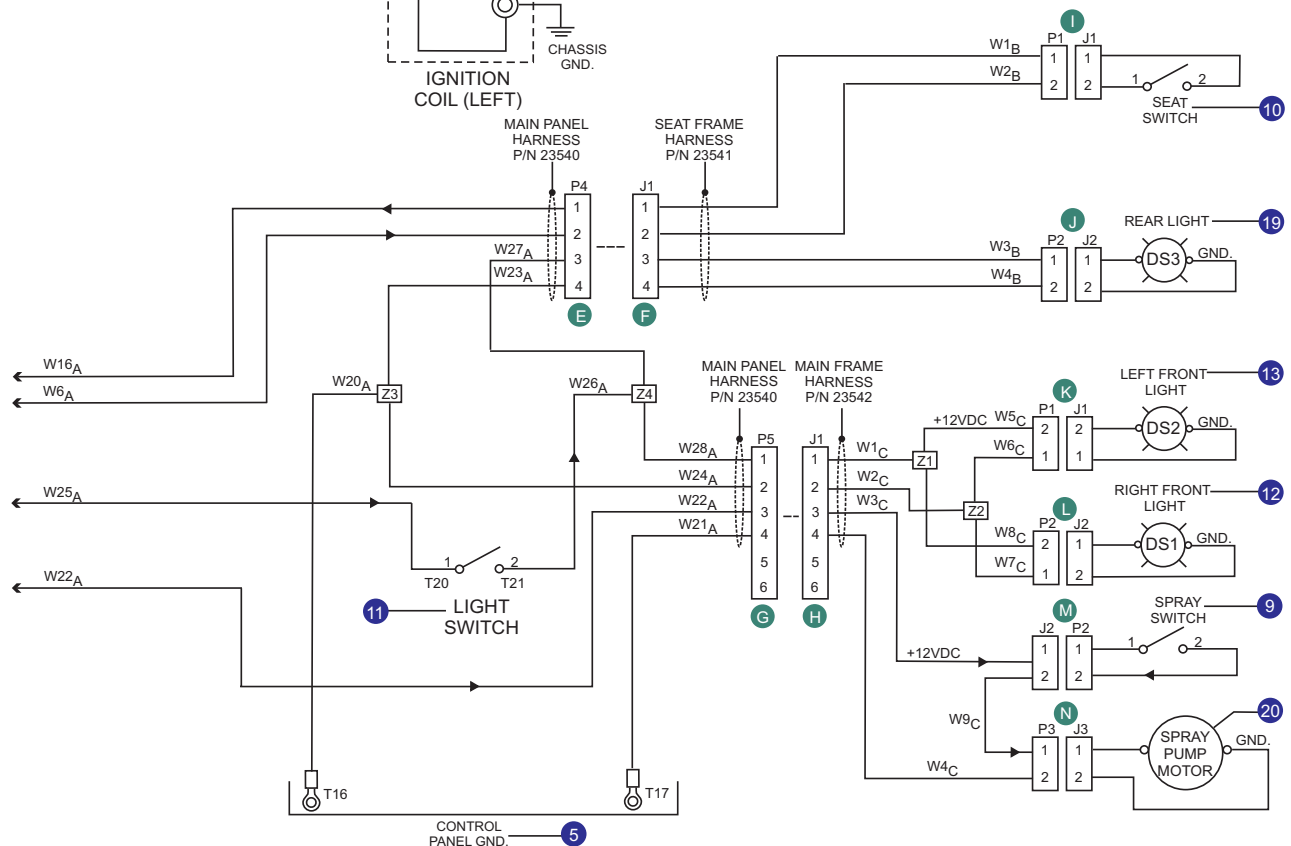 CHASSIS
GND.
IGNITION
COIL (LEFT)
I
P1 J1
W1B
1 1
W2B
2 2
1 2
SEAT
SWITCH
10
MAIN PANEL
HARNESS
P/N 23540
SEAT FRAME
HARNESS
P/N 23541
P4 J1
1 1
2 2
W27A
3 3
W23A
4 4
E F
J
REAR LIGHT
19
P2 J2
W3B
1 1
DS3
GND.
W4B
2 2
W16A
W6A
W20A
Z3
W26A
Z4
MAIN PANEL
HARNESS
P/N 23540
MAIN FRAME
HARNESS
P/N 23542
LEFT FRONT
LIGHT
13
K
P1 J1
+12VDC W5C
2 2
DS2
GND.
W6C
1 1
P5 J1
W28A
1 1
W1C
Z1
W24A
2 2
W2C
W22A
3 3
W3C
Z2
W21A
4 4
5 5
6 6
G H
RIGHT FRONT
LIGHT
12
L
P2 J2
W8C
2 1
DS1
GND.
W7C
1 2
W25A
1 2
T20 T21
W22A
11
LIGHT
SWITCH
M
SPRAY
SWITCH
9
J2 P2
+12VDC
1 1
1 2
2 2
N
20
W9C
P3 J3
SPRAY
PUMP
MOTOR
GND.
1 1
W4C
2 2
T16
T17
CONTROL
PANEL GND.
5